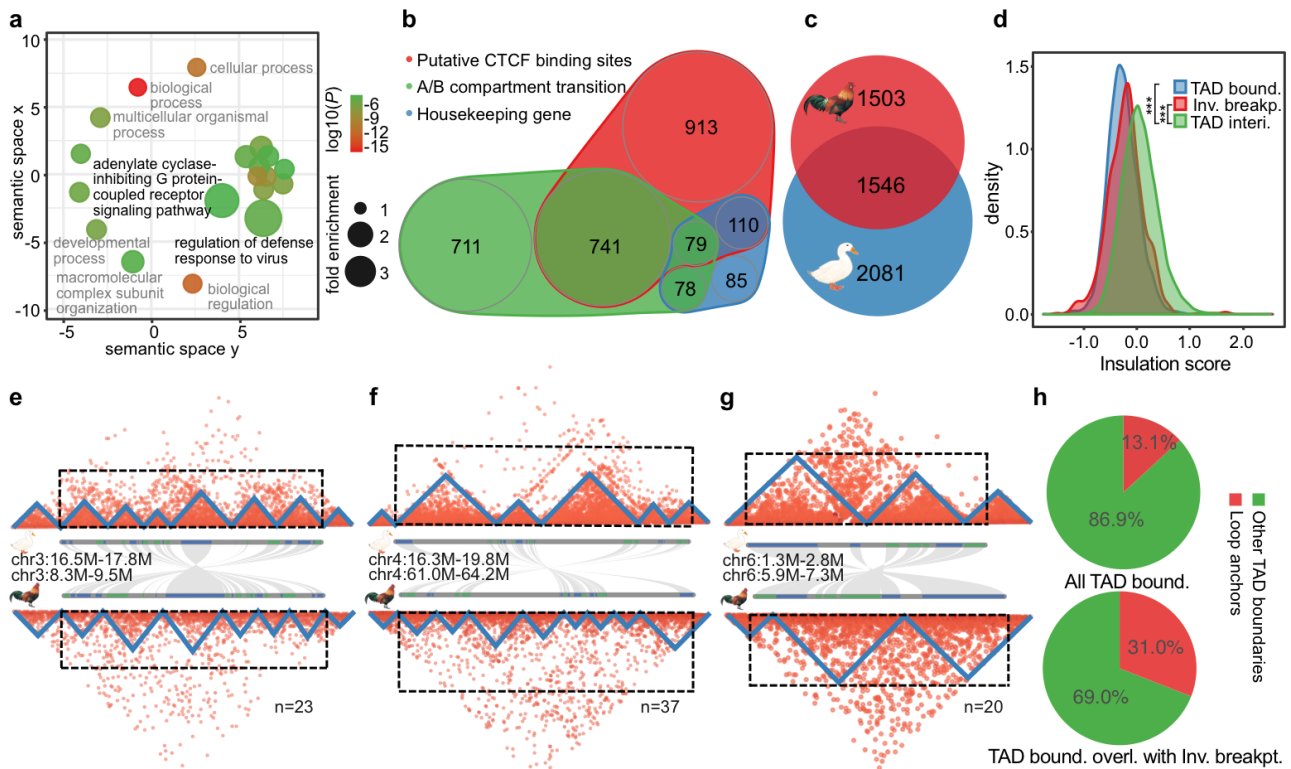 a
10
5
0
-5
-10
-5
0
5
semantic space x
semantic space y
cellular process
biological
process
multicellular organismal
process
adenylate cyclase-
inhibiting G protein-
coupled receptor
signaling pathway
developmental
process
regulation of defense
response to virus
macromolecular
complex subunit
organization
biological
regulation
log10(P)
-6
-9
-12
-15
fold enrichment
1
2
3
b
Putative CTCF binding sites
A/B compartment transition
Housekeeping gene
913
711
741
79
110
78
85
c
1503
1546
2081
d
1.5
1.0
0.5
0.0
-1.0
0.0
1.0
2.0
density
Insulation score
***
***
TAD bound.
Inv. breakp.
TAD interi.
e
chr3:16.5M-17.8M
chr3:8.3M-9.5M
n=23
f
chr4:16.3M-19.8M
chr4:61.0M-64.2M
n=37
g
chr6:1.3M-2.8M
chr6:5.9M-7.3M
n=20
h
13.1%
86.9%
All TAD bound.
31.0%
69.0%
TAD bound. overl. with Inv. breakpt.
Other TAD boundaries
Loop anchors